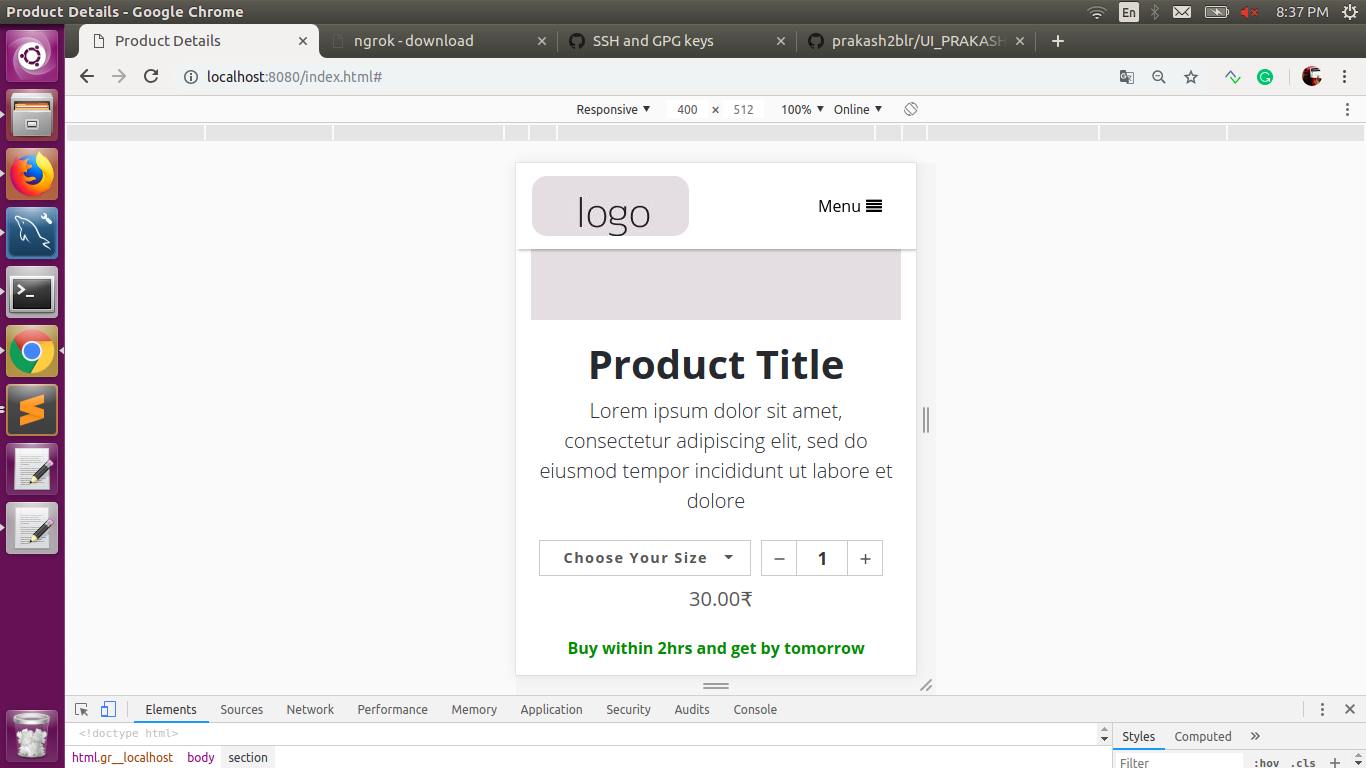 Product Details - Google Chrome
En
8:37 PM
Product Details
ngrok - download
SSH and GPG keys
prakash2blr/UI_PRAKASH
localhost:8080/index.html#
Responsive
400 × 512
100%
Online
logo
Menu
Product Title
Lorem ipsum dolor sit amet,
consectetur adipiscing elit, sed do
eiusmod tempor incididunt ut labore et
dolore
Choose Your Size
− 1 +
30.00₹
Buy within 2hrs and get by tomorrow
Elements Sources Network Performance Memory Application Security Audits Console
<!doctype html>
Styles Computed »
html.gr__localhost body section
Filter :hov .cls +